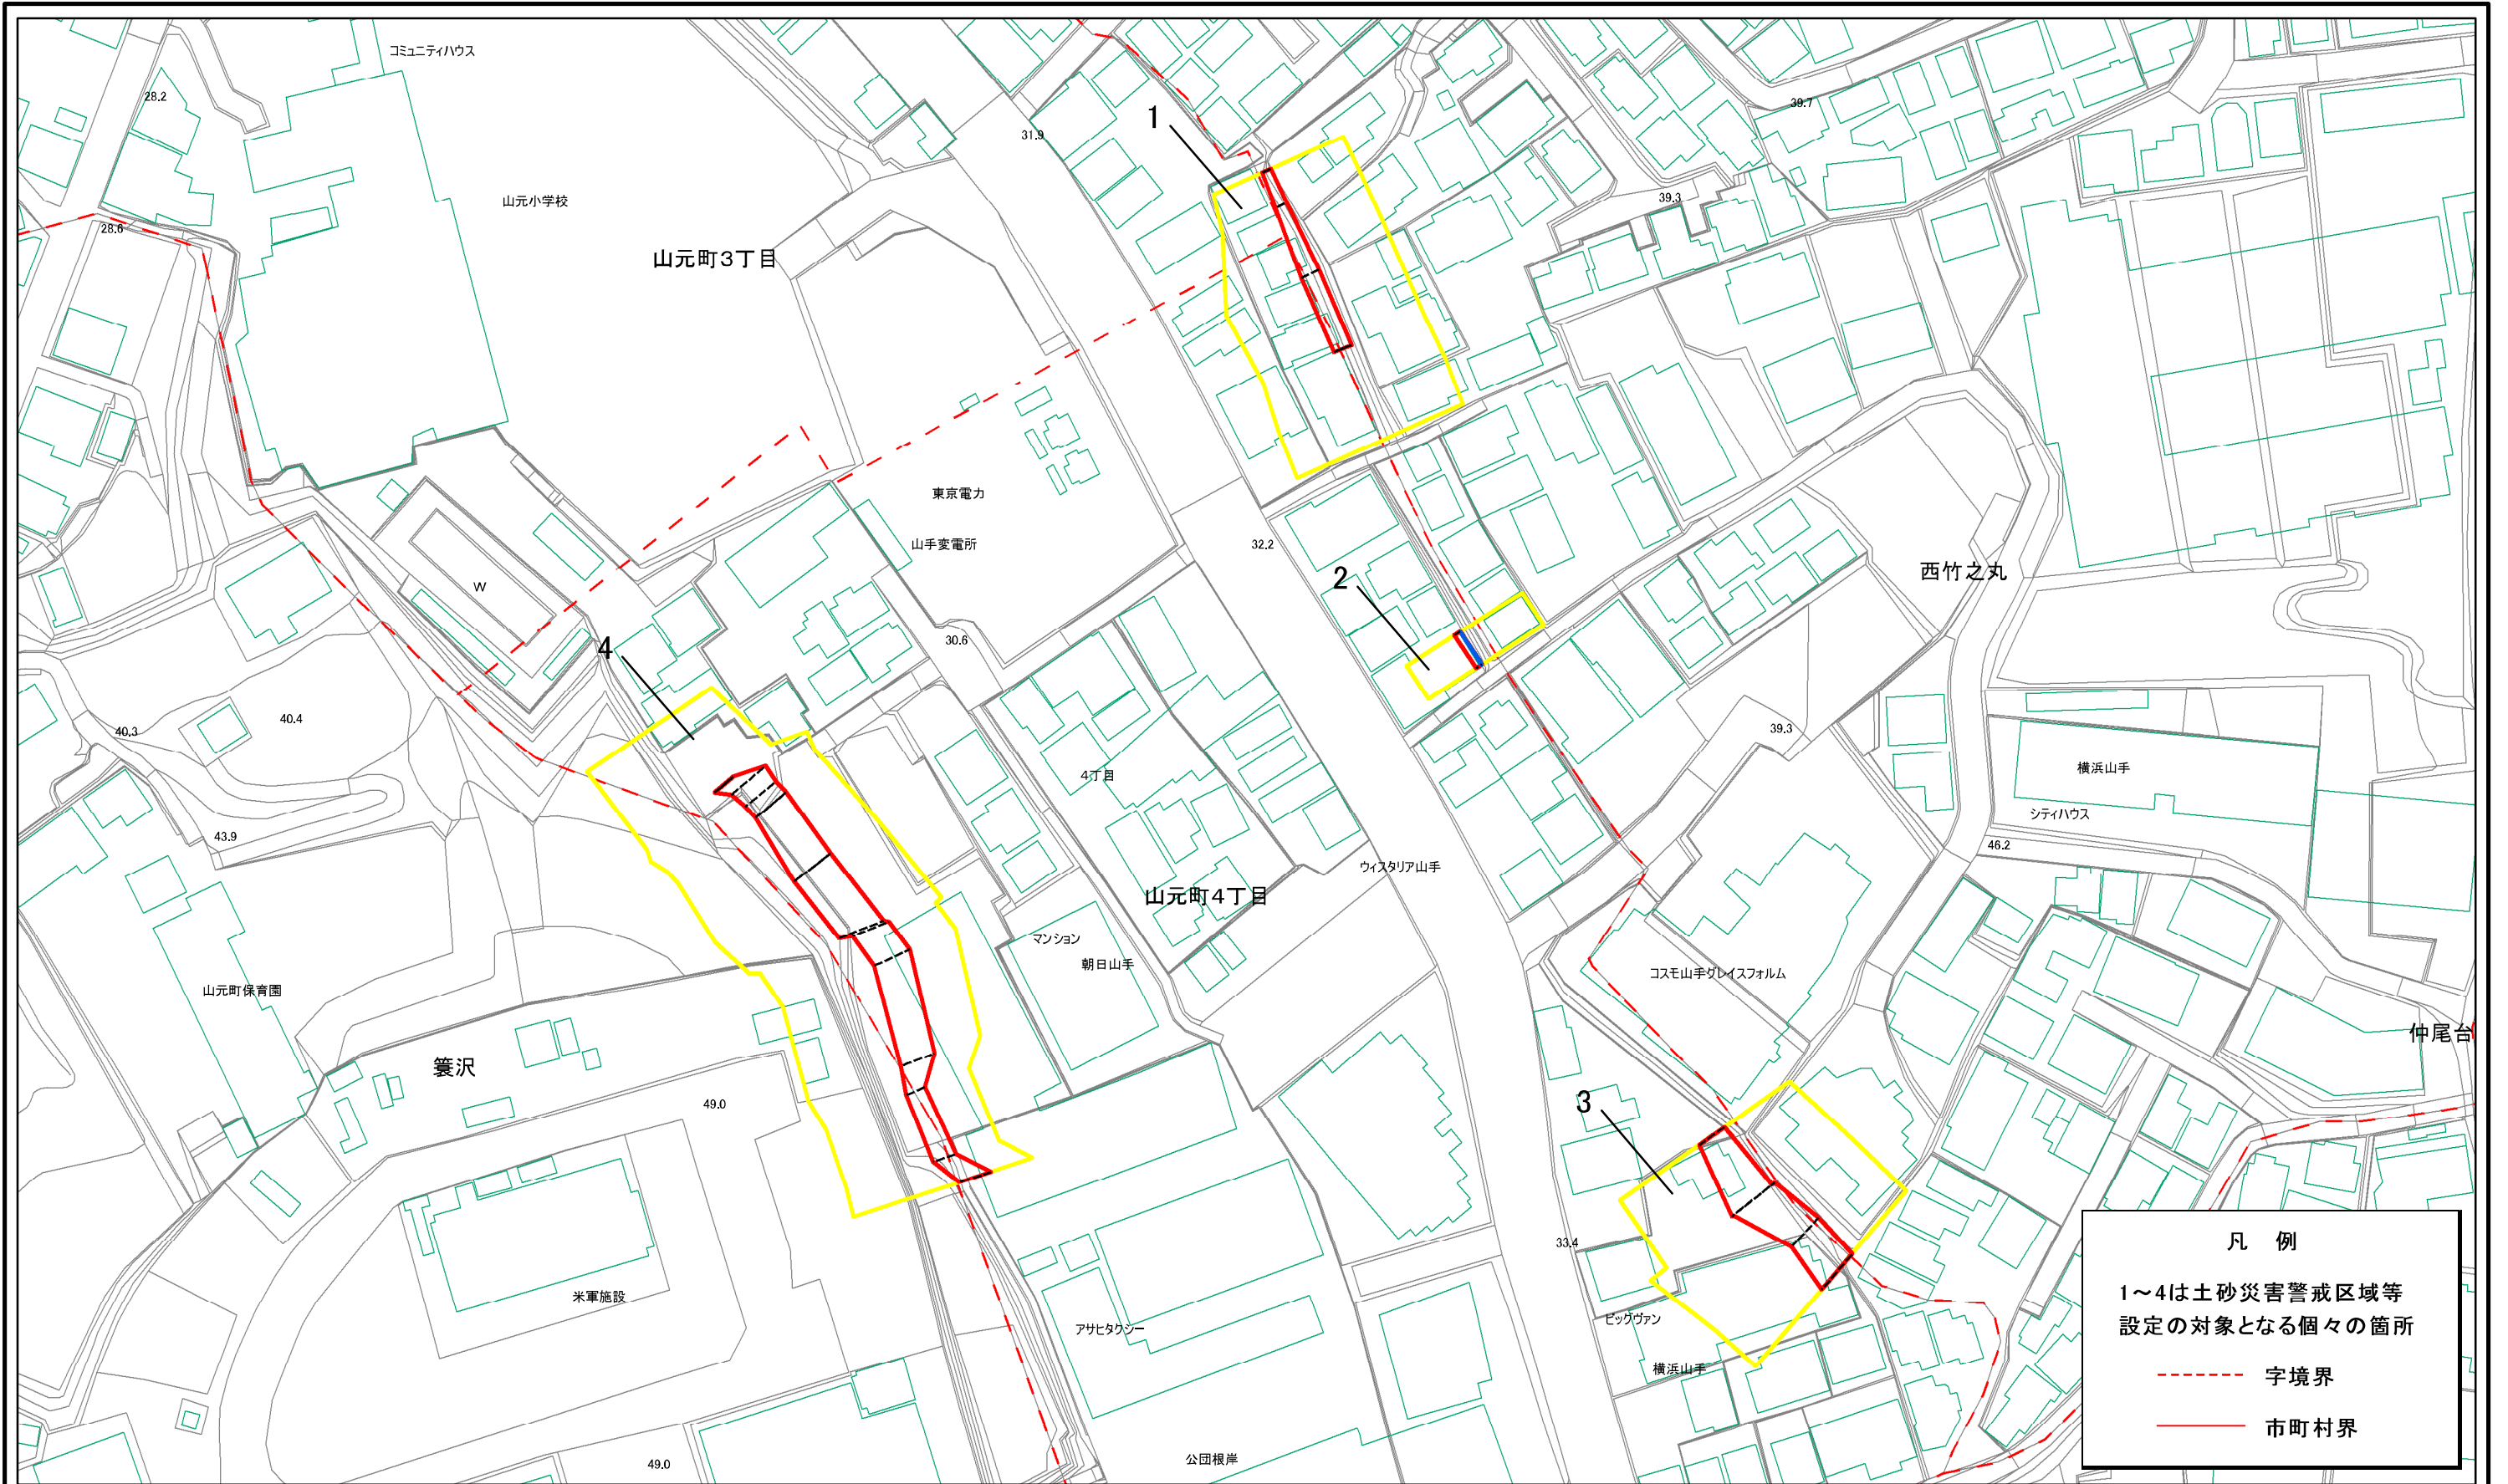 コミュニティハウス
28.2
1
39.7
31.9
山元小学校
39.3
28.6
山元町3丁目
東京電力
山手変電所
32.2
2
西竹之丸
W
4
30.6
40.4
40.3
39.3
横浜山手
4丁目
シティハウス
43.9
46.2
ウィスタリア山手
山元町4丁目
マンション
朝日山手
コスモ山手グレイスフォルム
山元町保育園
仲尾台
簑沢
49.0
3
33.4
米軍施設
アサヒタクシー
ビッグヴァン
横浜山手
公団根岸
49.0
凡 例
1～4は土砂災害警戒区域等
設定の対象となる個々の箇所
字境界
市町村界